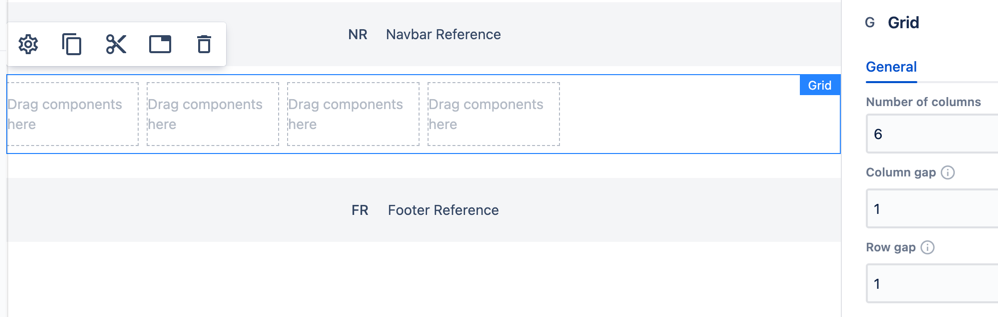 NR Navbar Reference
Drag components here
Drag components here
Drag components here
Drag components here
Grid
FR Footer Reference
G Grid
General
Number of columns
6
Column gap
1
Row gap
1